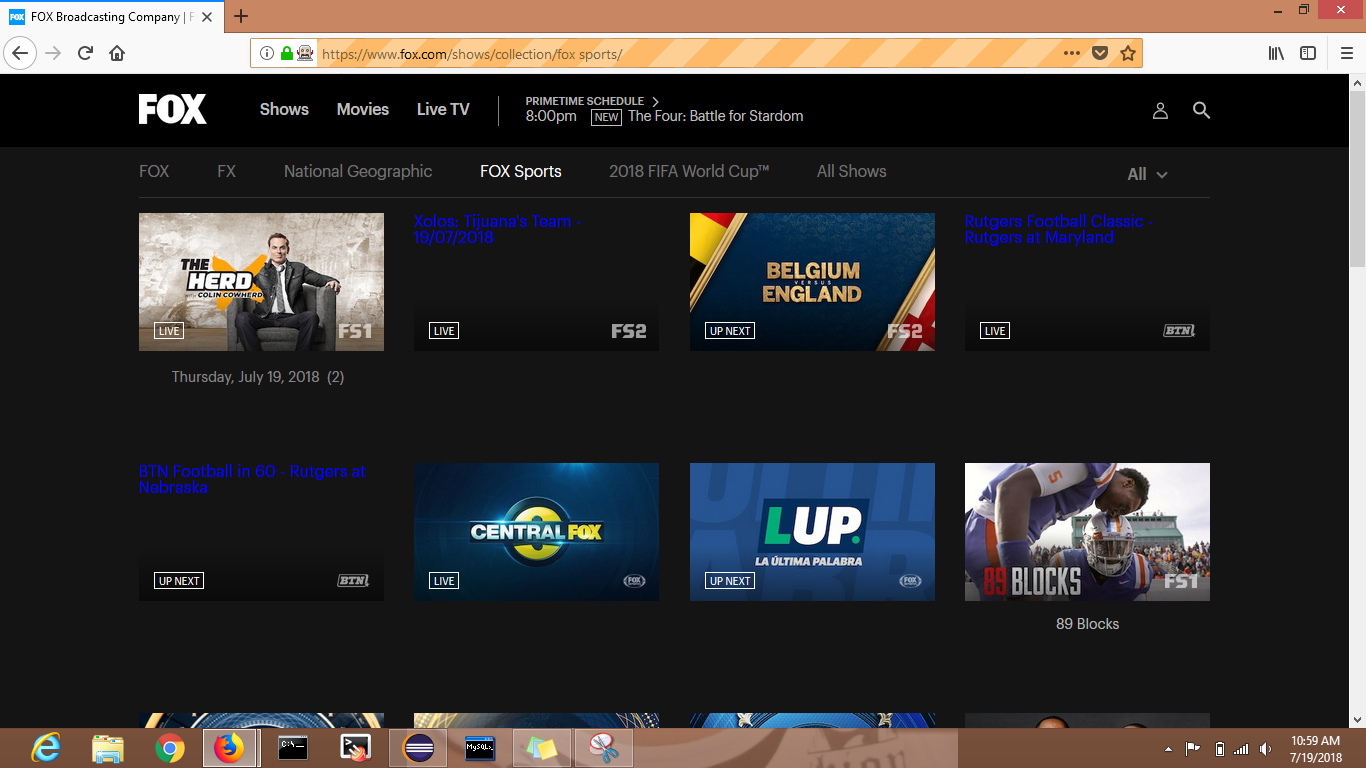 FOX
FOX Broadcasting Company | F
https://www.fox.com/shows/collection/fox sports/
FOX
Shows
Movies
Live TV
PRIMETIME SCHEDULE
8:00pm NEW The Four: Battle for Stardom
FOX
FX
National Geographic
FOX Sports
2018 FIFA World Cup™
All Shows
All
THE HERD
WITH COLIN COWHERD
LIVE
FS1
Thursday, July 19, 2018 (2)
Xolos: Tijuana's Team -
19/07/2018
LIVE
FS2
BELGIUM
VERSUS
ENGLAND
UP NEXT
FS2
Rutgers Football Classic -
Rutgers at Maryland
LIVE
BTN
BTN Football in 60 - Rutgers at
Nebraska
UP NEXT
BTN
CENTRAL FOX
LIVE
FOX
LUP.
LA ÚLTIMA PALABRA
UP NEXT
FOX
5
89 BLOCKS
FS1
89 Blocks
C:\_
MySQL
10:59 AM
7/19/2018